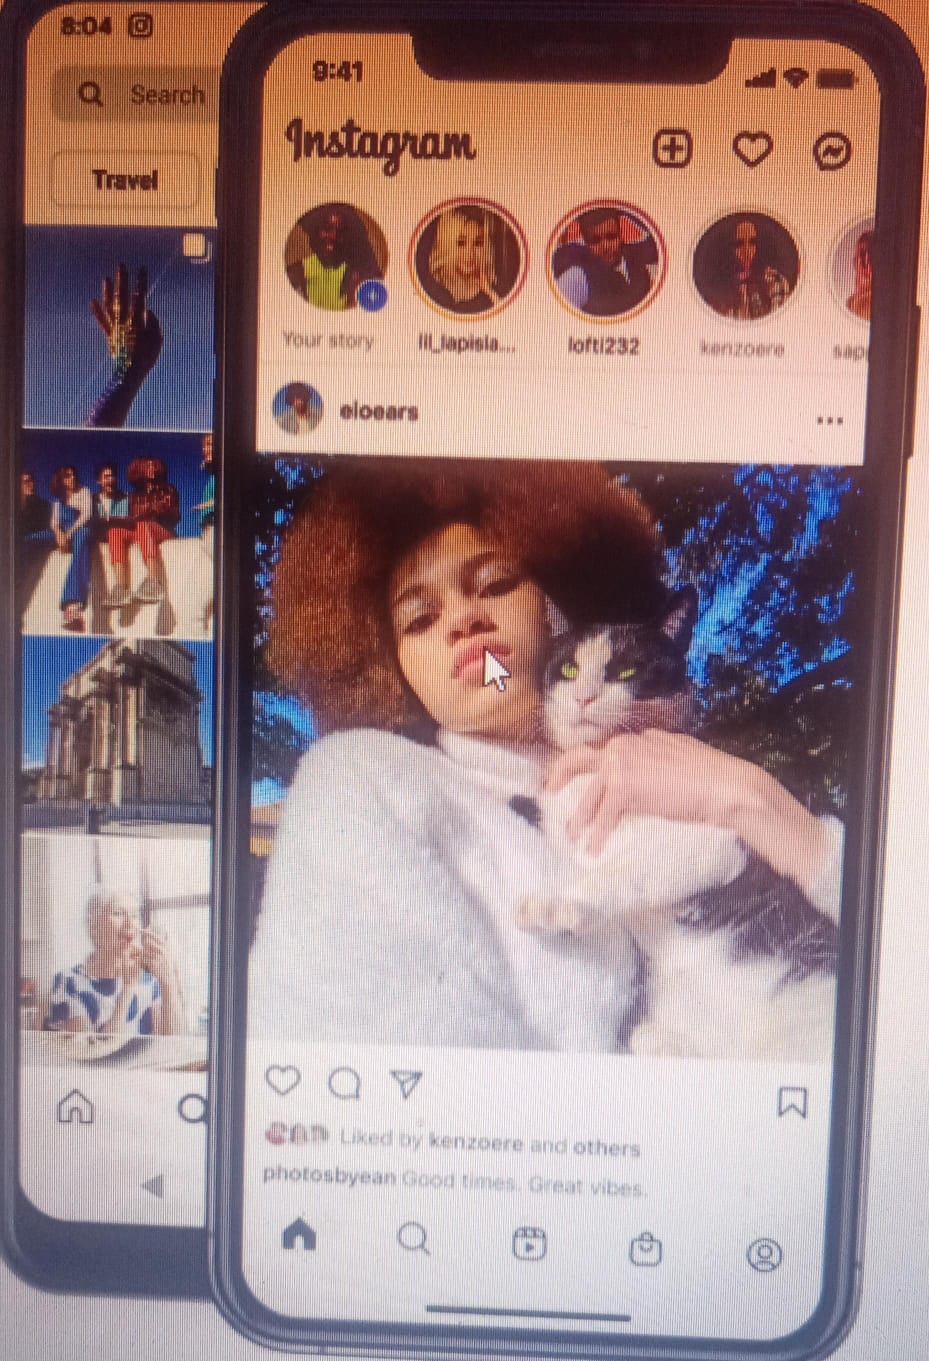 8:04
Search
Travel
9:41
Instagram
Your story
lil_lapisla...
lofti232
kenzoere
sap
eloears
Liked by kenzoere and others
photosbyean Good times. Great vibes.